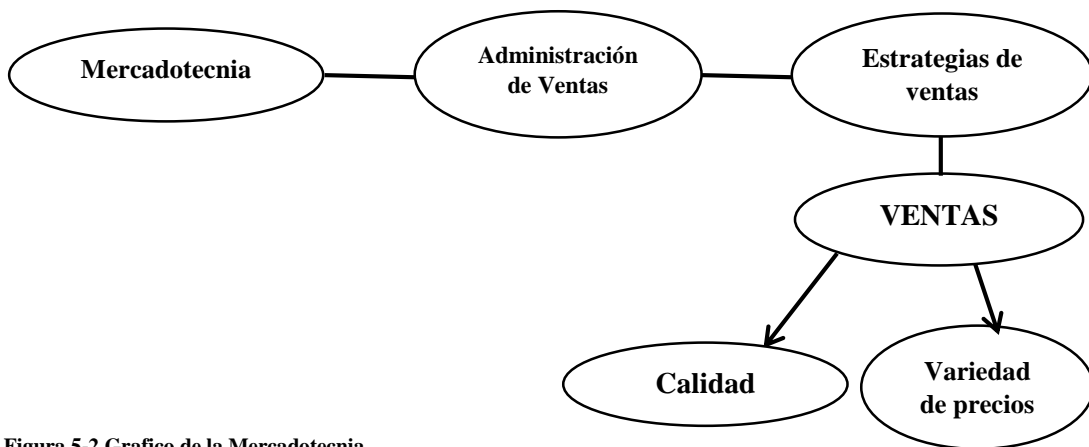 Mercadotecnia
Administración
de Ventas
Estrategias de
ventas
VENTAS
Calidad
Variedad
de precios
Figura 5-2 Grafico de la Mercadotecnia